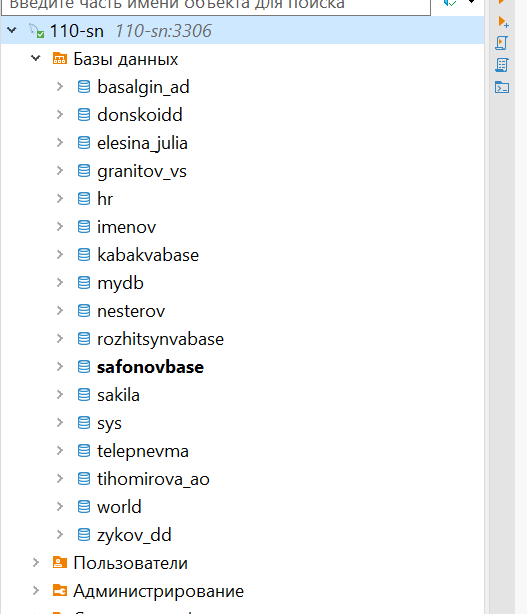 Введите часть имени объекта для поиска
110-sn 110-sn:3306
Базы данных
basalgin_ad
donskoidd
elesina_julia
granitov_vs
hr
imenov
kabakvabase
mydb
nesterov
rozhitsynvabase
safonovbase
sakila
sys
telepnevma
tihomirova_ao
world
zykov_dd
Пользователи
Администрирование